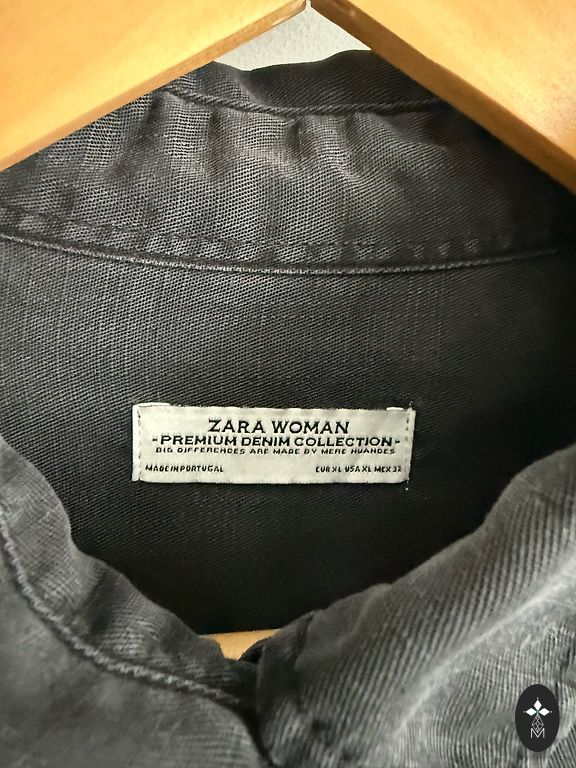 ZARA WOMAN
-PREMIUM DENIM COLLECTION-
BIG DIFFERENCES ARE MADE BY MERE NUANCES
MADE IN PORTUGAL EUR XL USA XL MEX 32
M